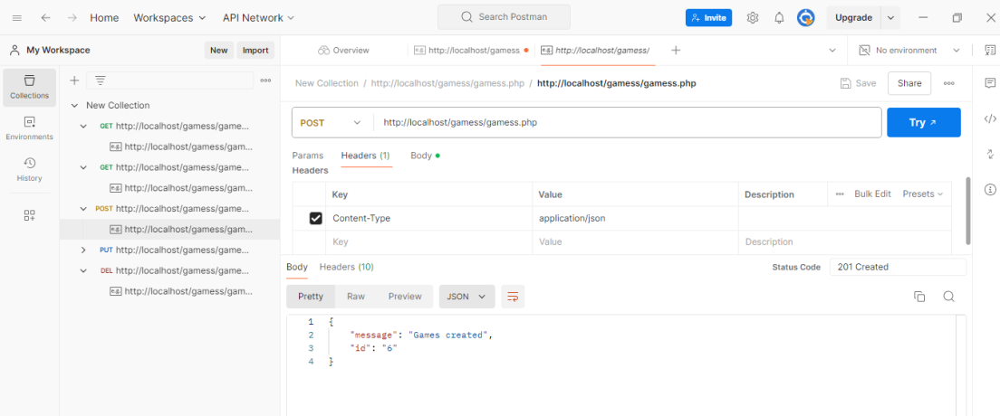 Home Workspaces API Network Search Postman Invite Upgrade
My Workspace New Import
Overview http://localhost/gamess http://localhost/gamess/ No environment
Collections
Environments
History
New Collection
GET http://localhost/gamess/game...
e.g. http://localhost/gamess/gam...
GET http://localhost/gamess/game...
e.g. http://localhost/gamess/gam...
POST http://localhost/gamess/game...
e.g. http://localhost/gamess/gam...
PUT http://localhost/gamess/game...
DEL http://localhost/gamess/game...
e.g. http://localhost/gamess/gam...
New Collection / http://localhost/gamess/gamess.php / http://localhost/gamess/gamess.php Save Share
POST http://localhost/gamess/gamess.php Try
Params Headers (1) Body
Headers
Key Value Description Bulk Edit Presets
Content-Type application/json
Key Value Description
Body Headers (10) Status Code 201 Created
Pretty Raw Preview JSON
1 {
2 "message": "Games created",
3 "id": "6"
4 }